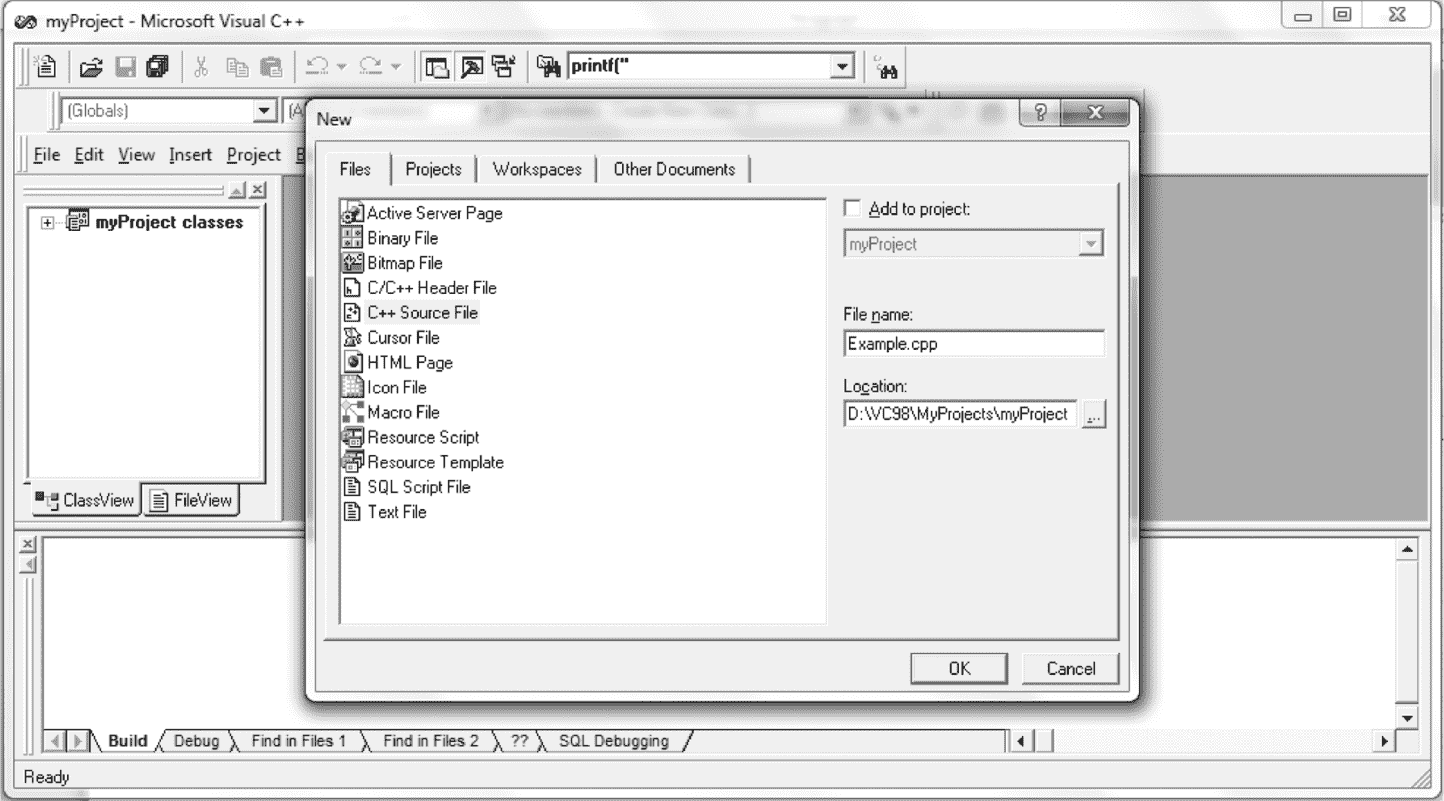 myProject - Microsoft Visual C++
printf("
(Globals)
(A
File Edit View Insert Project B
myProject classes
ClassView FileView
New
?
Files Projects Workspaces Other Documents
Active Server Page
Binary File
Bitmap File
C/C++ Header File
C++ Source File
Cursor File
HTML Page
Icon File
Macro File
Resource Script
Resource Template
SQL Script File
Text File
Add to project:
myProject
File name:
Example.cpp
Location:
D:\VC98\MyProjects\myProject ...
OK Cancel
Build Debug Find in Files 1 Find in Files 2 ?? SQL Debugging
Ready